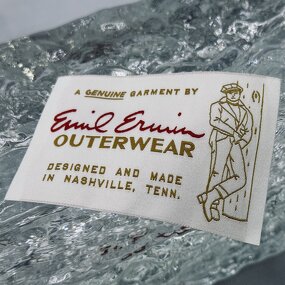 A GENUINE GARMENT BY
Emil Erwin
OUTERWEAR
DESIGNED AND MADE
IN NASHVILLE, TENN.